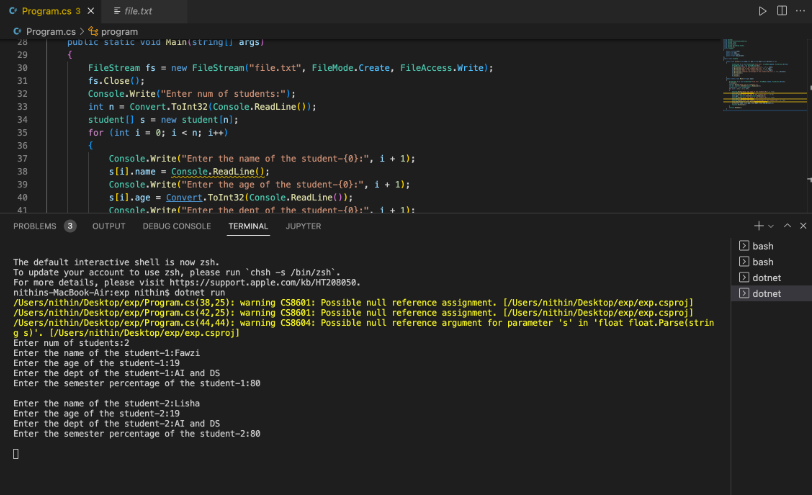 Program.cs 3
file.txt
Program.cs > program
28 public static void Main(string[] args)
29 {
30 FileStream fs = new FileStream("file.txt", FileMode.Create, FileAccess.Write);
31 fs.Close();
32 Console.Write("Enter num of students:");
33 int n = Convert.ToInt32(Console.ReadLine());
34 student[] s = new student[n];
35 for (int i = 0; i < n; i++)
36 {
37 Console.Write("Enter the name of the student-{0}:", i + 1);
38 s[i].name = Console.ReadLine();
39 Console.Write("Enter the age of the student-{0}:", i + 1);
40 s[i].age = Convert.ToInt32(Console.ReadLine());
41 Console.Write("Enter the dept of the student-{0}:", i + 1);
PROBLEMS 3 OUTPUT DEBUG CONSOLE TERMINAL JUPYTER
The default interactive shell is now zsh.
To update your account to use zsh, please run `chsh -s /bin/zsh`.
For more details, please visit https://support.apple.com/kb/HT208050.
nithins-MacBook-Air:exp nithin$ dotnet run
/Users/nithin/Desktop/exp/Program.cs(38,25): warning CS8601: Possible null reference assignment. [/Users/nithin/Desktop/exp/exp.csproj]
/Users/nithin/Desktop/exp/Program.cs(42,25): warning CS8601: Possible null reference assignment. [/Users/nithin/Desktop/exp/exp.csproj]
/Users/nithin/Desktop/exp/Program.cs(44,44): warning CS8604: Possible null reference argument for parameter 's' in 'float float.Parse(strin
g s)'. [/Users/nithin/Desktop/exp/exp.csproj]
Enter num of students:2
Enter the name of the student-1:Fawzi
Enter the age of the student-1:19
Enter the dept of the student-1:AI and DS
Enter the semester percentage of the student-1:80
Enter the name of the student-2:Lisha
Enter the age of the student-2:19
Enter the dept of the student-2:AI and DS
Enter the semester percentage of the student-2:80
bash
bash
dotnet
dotnet